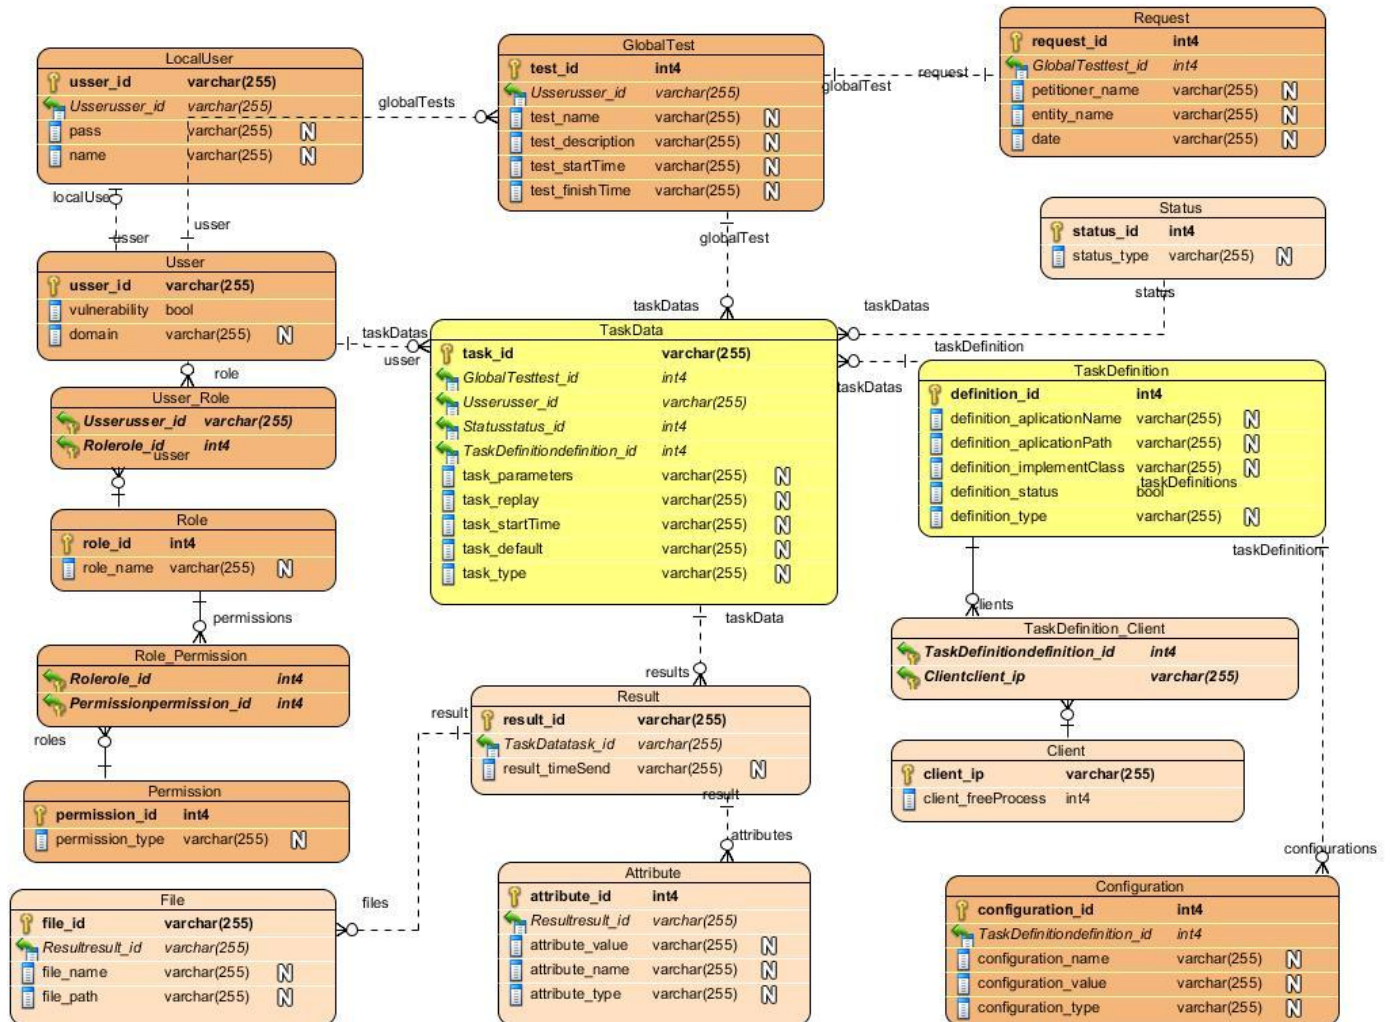 LocalUser
usser_id varchar(255)
Usserusser_id varchar(255)
pass varchar(255) N
name varchar(255) N
globalTests
GlobalTest
test_id int4
Usserusser_id varchar(255)
test_name varchar(255) N
test_description varchar(255) N
test_startTime varchar(255) N
test_finishTime varchar(255) N
globalTest
request
Request
request_id int4
GlobalTesttest_id int4
petitioner_name varchar(255) N
entity_name varchar(255) N
date varchar(255) N
localUse
usser
usser
globalTest
Status
status_id int4
status_type varchar(255) N
status
Usser
usser_id varchar(255)
vulnerability bool
domain varchar(255) N
taskDatas
usser
taskDatas
taskDatas
taskDefinition
taskDatas
role
TaskData
task_id varchar(255)
GlobalTesttest_id int4
Usserusser_id varchar(255)
Statusstatus_id int4
TaskDefinitiondefinition_id int4
task_parameters varchar(255) N
task_replay varchar(255) N
task_startTime varchar(255) N
task_default varchar(255) N
task_type varchar(255) N
TaskDefinition
definition_id int4
definition_aplicationName varchar(255) N
definition_aplicationPath varchar(255) N
definition_implementClass varchar(255) N
taskDefinitions
definition_status bool
definition_type varchar(255) N
taskDefinition
Usser_Role
Usserusser_id varchar(255)
Rolerole_id int4
usser
Role
role_id int4
role_name varchar(255) N
permissions
Role_Permission
Rolerole_id int4
Permissionpermission_id int4
roles
Permission
permission_id int4
permission_type varchar(255) N
taskData
results
result
Result
result_id varchar(255)
TaskDatatask_id varchar(255)
result_timeSend varchar(255) N
result
attributes
clients
TaskDefinition_Client
TaskDefinitiondefinition_id int4
Clientclient_ip varchar(255)
Client
client_ip varchar(255)
client_freeProcess int4
configurations
File
file_id varchar(255)
Resultresult_id varchar(255)
file_name varchar(255) N
file_path varchar(255) N
files
Attribute
attribute_id int4
Resultresult_id varchar(255)
attribute_value varchar(255) N
attribute_name varchar(255) N
attribute_type varchar(255) N
Configuration
configuration_id int4
TaskDefinitiondefinition_id int4
configuration_name varchar(255) N
configuration_value varchar(255) N
configuration_type varchar(255) N